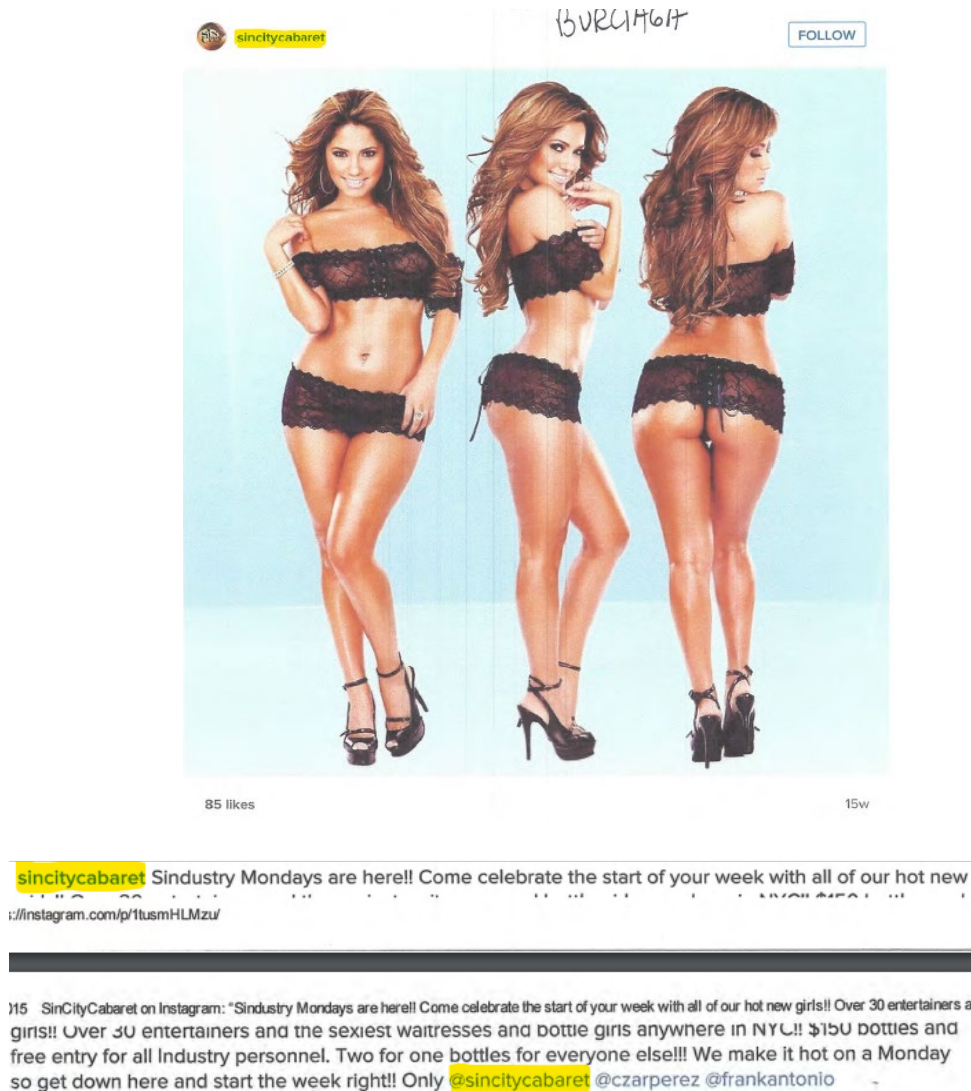 BURCIAGA
sincitycabaret
FOLLOW
85 likes
15w
sincitycabaret Sindustry Mondays are here!! Come celebrate the start of your week with all of our hot new
s://instagram.com/p/1tusmHLMzu/
)15 SinCityCabaret on Instagram: “Sindustry Mondays are here!! Come celebrate the start of your week with all of our hot new girls!! Over 30 entertainers a
girls!! Over 30 entertainers and the sexiest waitresses and bottle girls anywhere in NYC!! $150 bottles and
free entry for all Industry personnel. Two for one bottles for everyone else!!! We make it hot on a Monday
so get down here and start the week right!! Only @sincitycabaret @czarperez @frankantonio